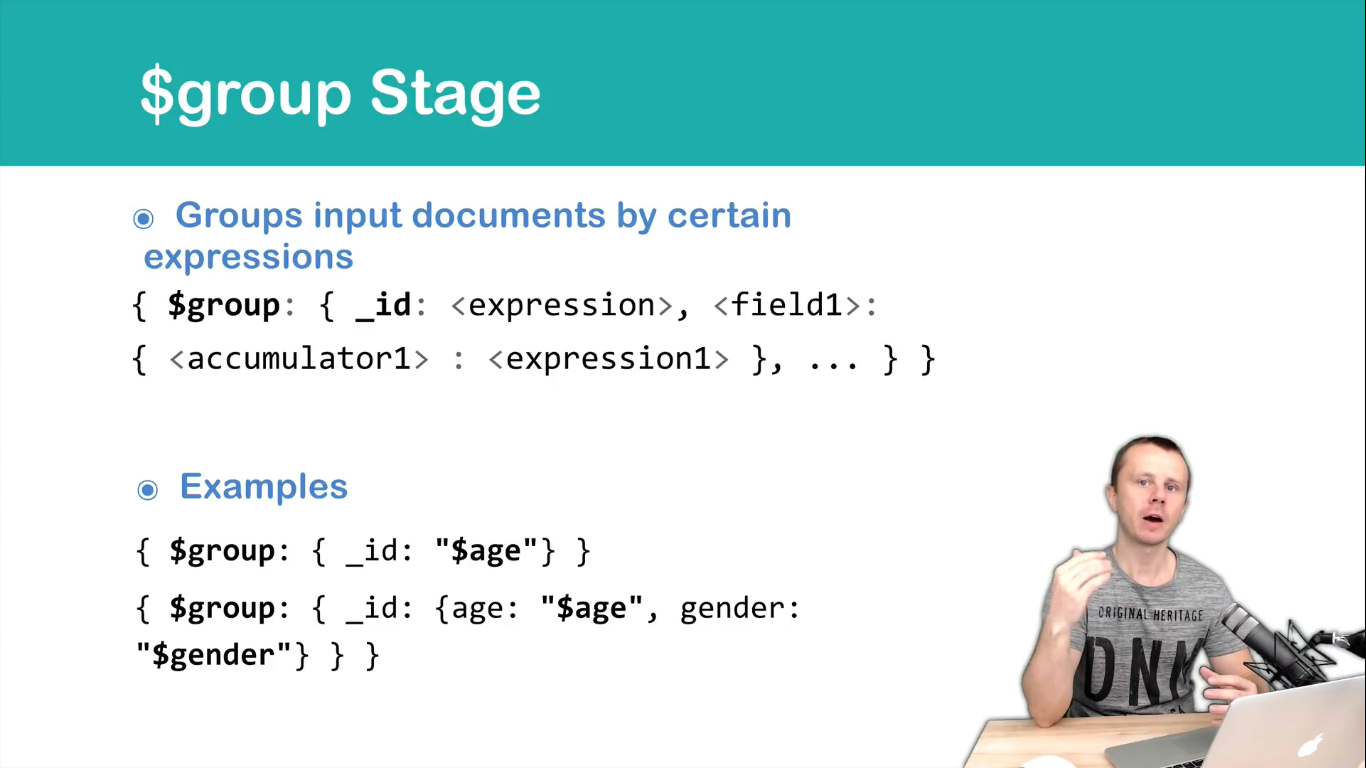 $group Stage
◉ Groups input documents by certain
expressions
{ $group: { _id: <expression>, <field1>:
{ <accumulator1> : <expression1> }, ... } }
◉ Examples
{ $group: { _id: "$age"} }
{ $group: { _id: {age: "$age", gender:
"$gender"} } }
ORIGINAL HERITAGE
DNM